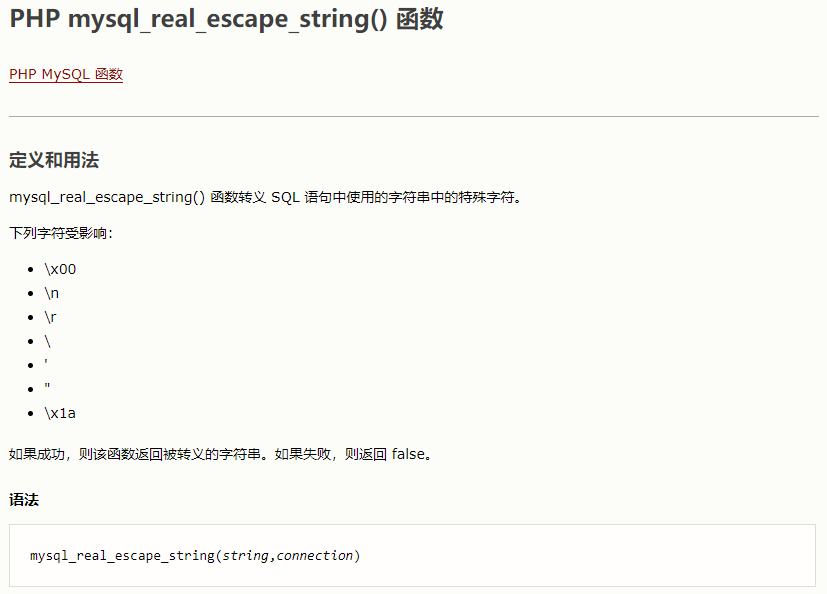 PHP mysql_real_escape_string() 函数
PHP MySQL 函数
定义和用法
mysql_real_escape_string() 函数转义 SQL 语句中使用的字符串中的特殊字符。
下列字符受影响：
• \x00
• \n
• \r
• \
• '
• "
• \x1a
如果成功，则该函数返回被转义的字符串。如果失败，则返回 false。
语法
mysql_real_escape_string(string,connection)